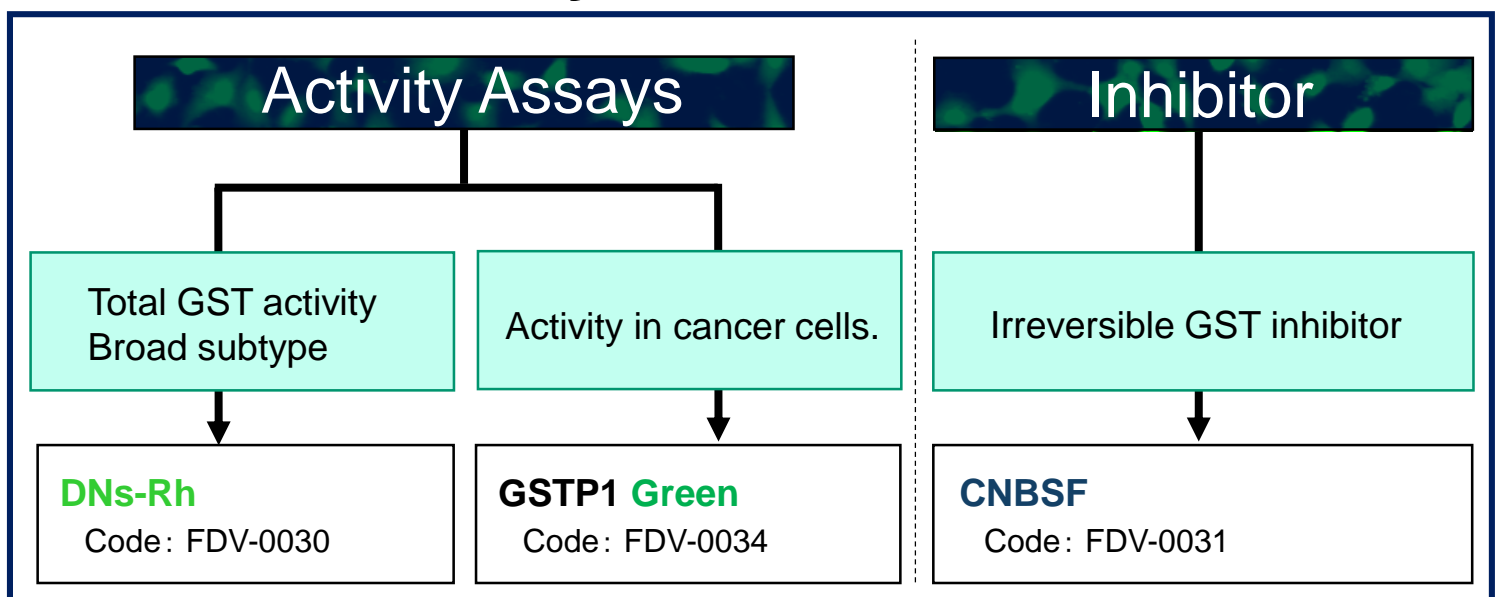 Activity Assays
Inhibitor
Total GST activity
Broad subtype
Activity in cancer cells.
Irreversible GST inhibitor
DNs-Rh
Code：FDV-0030
GSTP1 Green
Code：FDV-0034
CNBSF
Code：FDV-0031